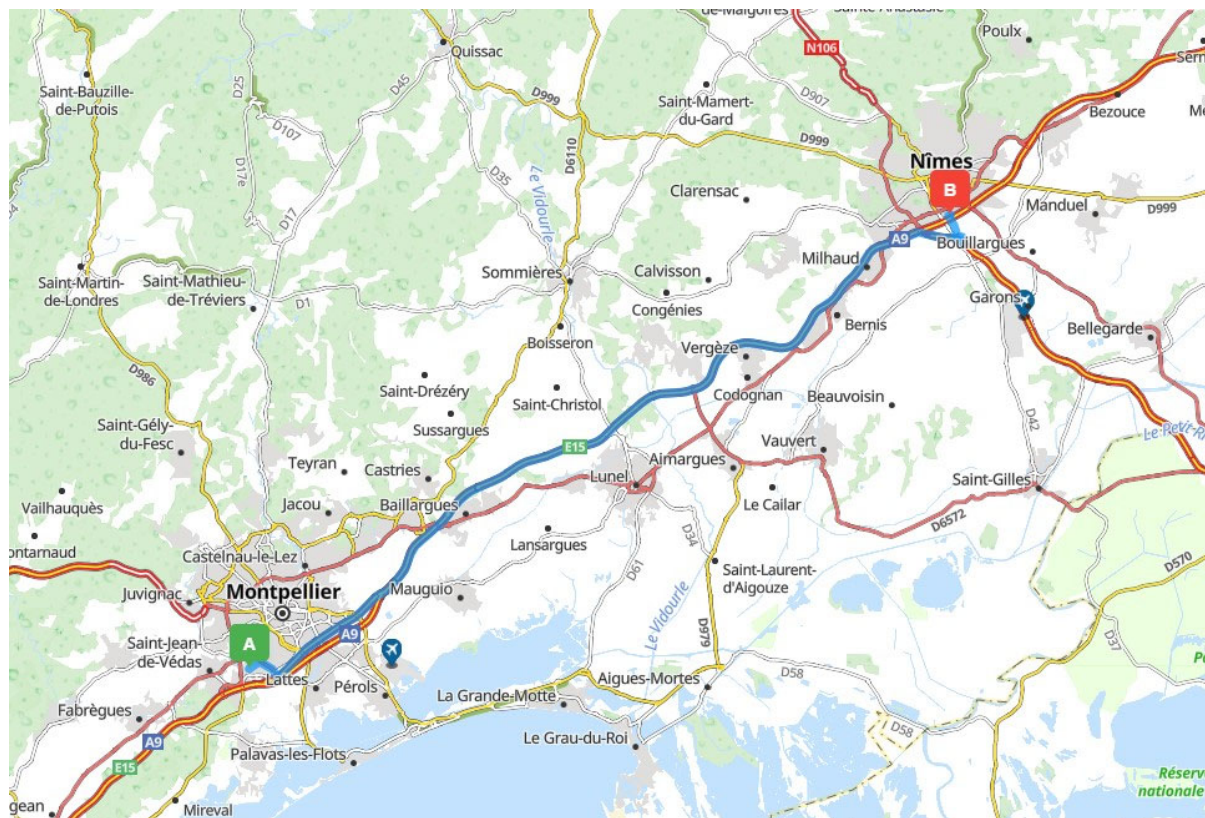 de-Malgoires
Sainte-Anastasie
Quissac
N106
Poulx
Sern
Saint-Bauzille-
de-Putois
D25
D45
D999
Saint-Mamert-
du-Gard
D907
Bezouce
D107
D6110
D999
Nîmes
D17e
D35
Le Vidourle
Clarensac
B
Manduel
D999
D17
A9
Bouillargues
Saint-Martin-
de-Londres
Saint-Mathieu-
de-Tréviers
Sommières
Calvisson
Milhaud
D1
Congénies
Garons
Bernis
Bellegarde
Boisseron
Vergèze
D986
Saint-Drézéry
Saint-Christol
Codognan
Beauvoisin
D42
Saint-Gély-
du-Fesc
Sussargues
E15
Vauvert
Teyran
Castries
Aimargues
Lunel
Saint-Gilles
Vailhauquès
Jacou
Baillargues
Le Cailar
D6572
ontarnaud
Lansargues
D34
Castelnau-le-Lez
D61
Saint-Laurent-
d'Aigouze
D570
Juvignac
Montpellier
Mauguio
Le Vidourle
A
A9
D979
D37
Saint-Jean-
de-Védas
Lattes
Pérols
La Grande-Motte
Aigues-Mortes
D58
Fabrègues
A9
Palavas-les-Flots
Le Grau-du-Roi
D58
E15
Réserv
nationale
gean
Mireval